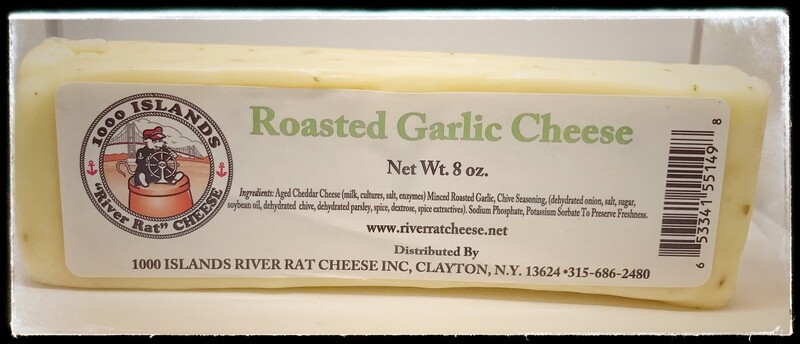 1000 ISLANDS
"River Rat" CHEESE
Roasted Garlic Cheese
Net Wt. 8 oz.
Ingredients: Aged Cheddar Cheese (milk, cultures, salt, enzymes) Minced Roasted Garlic, Chive Seasoning, (dehydrated onion, salt, sugar,
soybean oil, dehydrated chive, dehydrated parsley, spice, dextrose, spice extractives). Sodium Phosphate, Potassium Sorbate To Preserve Freshness.
www.riverratcheese.net
Distributed By
1000 ISLANDS RIVER RAT CHEESE INC, CLAYTON, N.Y. 13624 •315-686-2480
6 53341 55149 8